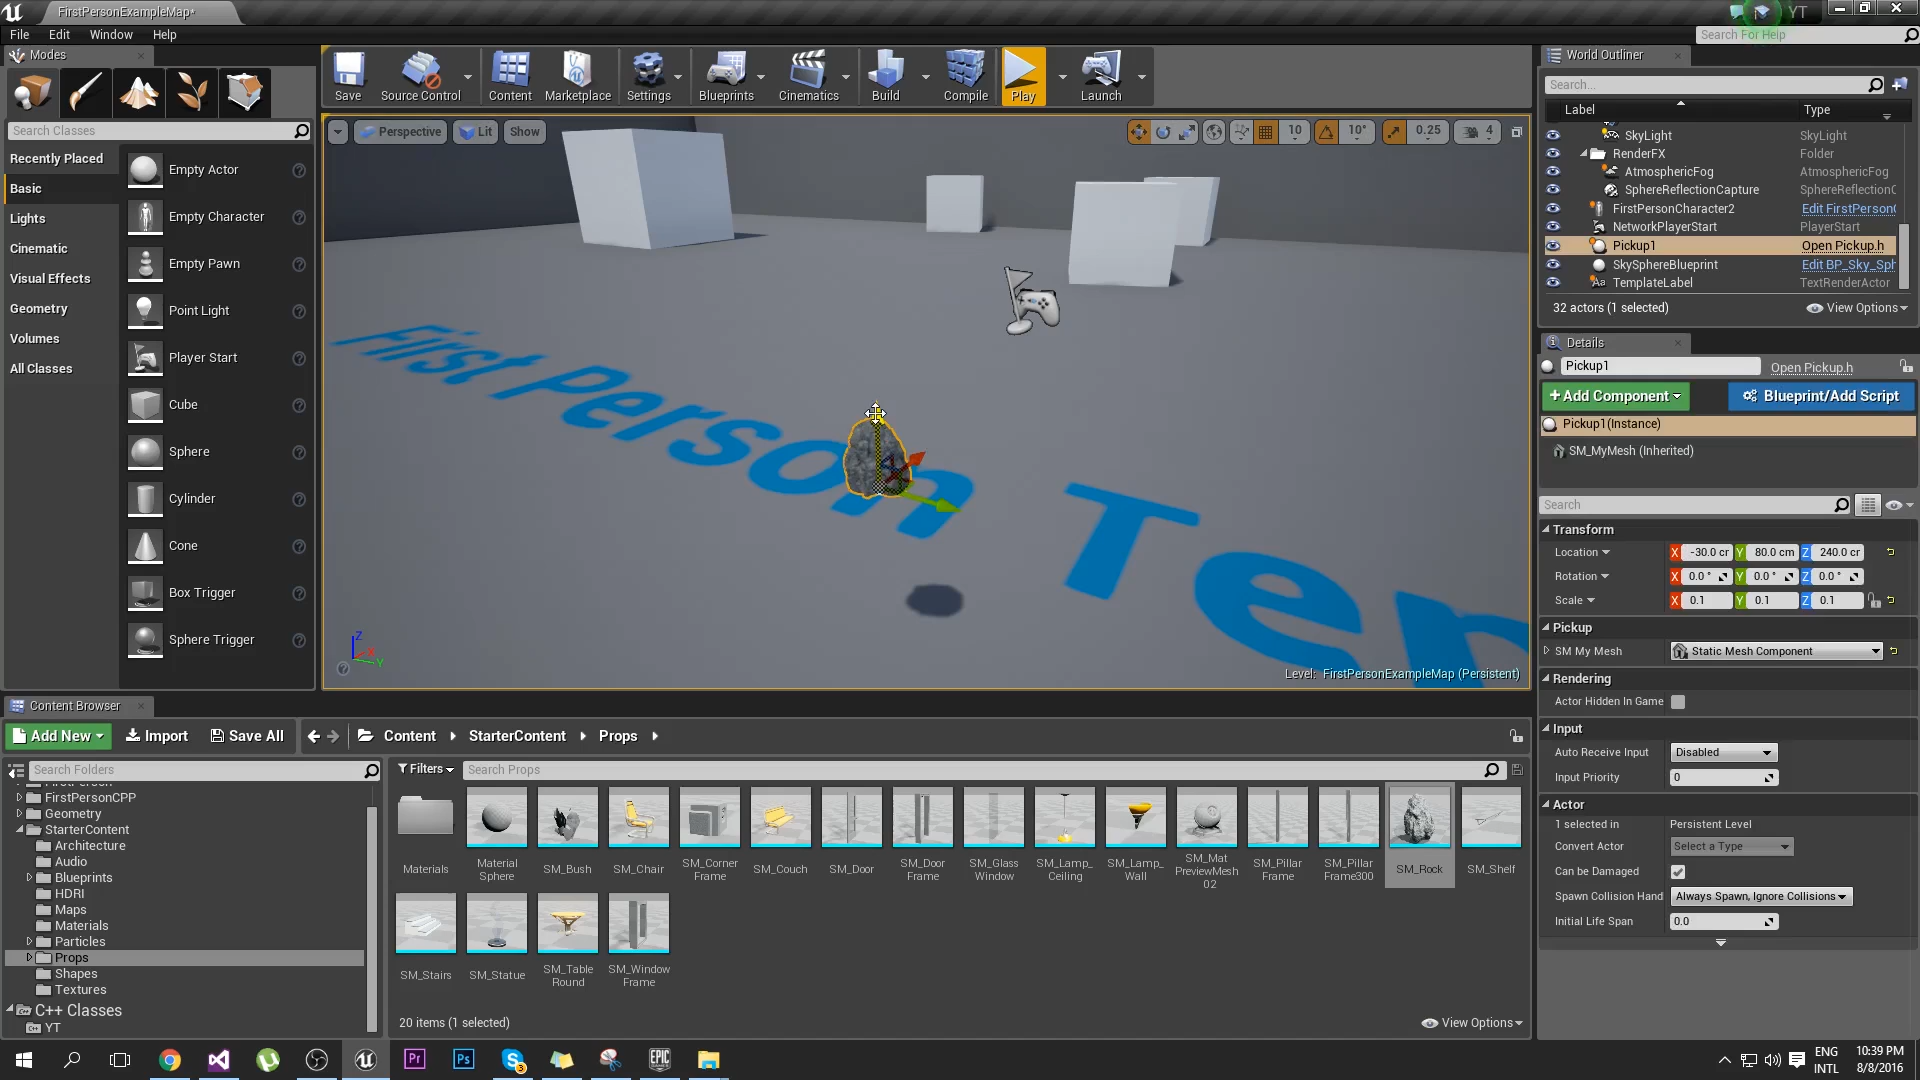 FirstPersonExampleMap*
YT
File
Edit
Window
Help
Search For Help
Modes
Search Classes
Recently Placed
Basic
Lights
Cinematic
Visual Effects
Geometry
Volumes
All Classes
Empty Actor
Empty Character
Empty Pawn
Point Light
Player Start
Cube
Sphere
Cylinder
Cone
Box Trigger
Sphere Trigger
Save
Source Control
Content
Marketplace
Settings
Blueprints
Cinematics
Build
Compile
Play
Launch
Perspective
Lit
Show
10
10°
0.25
4
First Person Te
Z
X
Y
Level: FirstPersonExampleMap (Persistent)
World Outliner
Search...
Label
Type
SkyLight
SkyLight
RenderFX
Folder
AtmosphericFog
AtmosphericFog
SphereReflectionCapture
SphereReflectionC
FirstPersonCharacter2
Edit FirstPerson
NetworkPlayerStart
PlayerStart
Pickup1
Open Pickup.h
SkySphereBlueprint
Edit BP_Sky_Sph
TemplateLabel
TextRenderActor
32 actors (1 selected)
View Options
Details
Pickup1
Open Pickup.h
+Add Component
Blueprint/Add Script
Pickup1(Instance)
SM_MyMesh (Inherited)
Search
Transform
Location
X -30.0 cr Y 80.0 cm Z 240.0 cr
Rotation
X 0.0 ° Y 0.0 ° Z 0.0 °
Scale
X 0.1 Y 0.1 Z 0.1
Pickup
SM My Mesh
Static Mesh Component
Rendering
Actor Hidden In Game
Input
Auto Receive Input
Disabled
Input Priority
0
Actor
1 selected in
Persistent Level
Convert Actor
Select a Type
Can be Damaged
Spawn Collision Hand
Always Spawn, Ignore Collisions
Initial Life Span
0.0
Content Browser
Add New
Import
Save All
Content
StarterContent
Props
Search Folders
FirstPersonCPP
Geometry
StarterContent
Architecture
Audio
Blueprints
HDRI
Maps
Materials
Particles
Props
Shapes
Textures
C++ Classes
YT
Filters
Search Props
Materials
Material
Sphere
SM_Bush
SM_Chair
SM_Corner
Frame
SM_Couch
SM_Door
SM_Door
Frame
SM_Glass
Window
SM_Lamp_
Ceiling
SM_Lamp_
Wall
SM_Mat
PreviewMesh
02
SM_Pillar
Frame
SM_Pillar
Frame300
SM_Rock
SM_Shelf
SM_Stairs
SM_Statue
SM_Table
Round
SM_Window
Frame
20 items (1 selected)
View Options
Pr
Ps
3
EPIC
GAMES
ENG
INTL
10:39 PM
8/8/2016